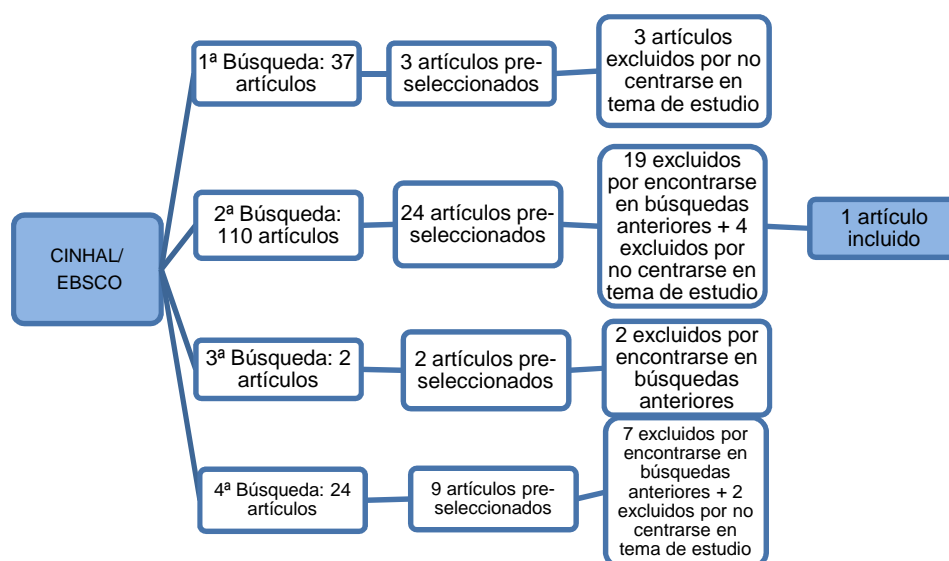 CINHAL/
EBSCO
1ª Búsqueda: 37
artículos
3 artículos pre-
seleccionados
3 artículos
excluidos por no
centrarse en
tema de estudio
2ª Búsqueda:
110 artículos
24 artículos pre-
seleccionados
19 excluidos
por encontrarse
en búsquedas
anteriores + 4
excluidos por
no centrarse en
tema de estudio
1 artículo
incluido
3ª Búsqueda: 2
artículos
2 artículos pre-
seleccionados
2 excluidos por
encontrarse en
búsquedas
anteriores
4ª Búsqueda: 24
artículos
9 artículos pre-
seleccionados
7 excluidos por
encontrarse en
búsquedas
anteriores + 2
excluidos por no
centrarse en
tema de estudio